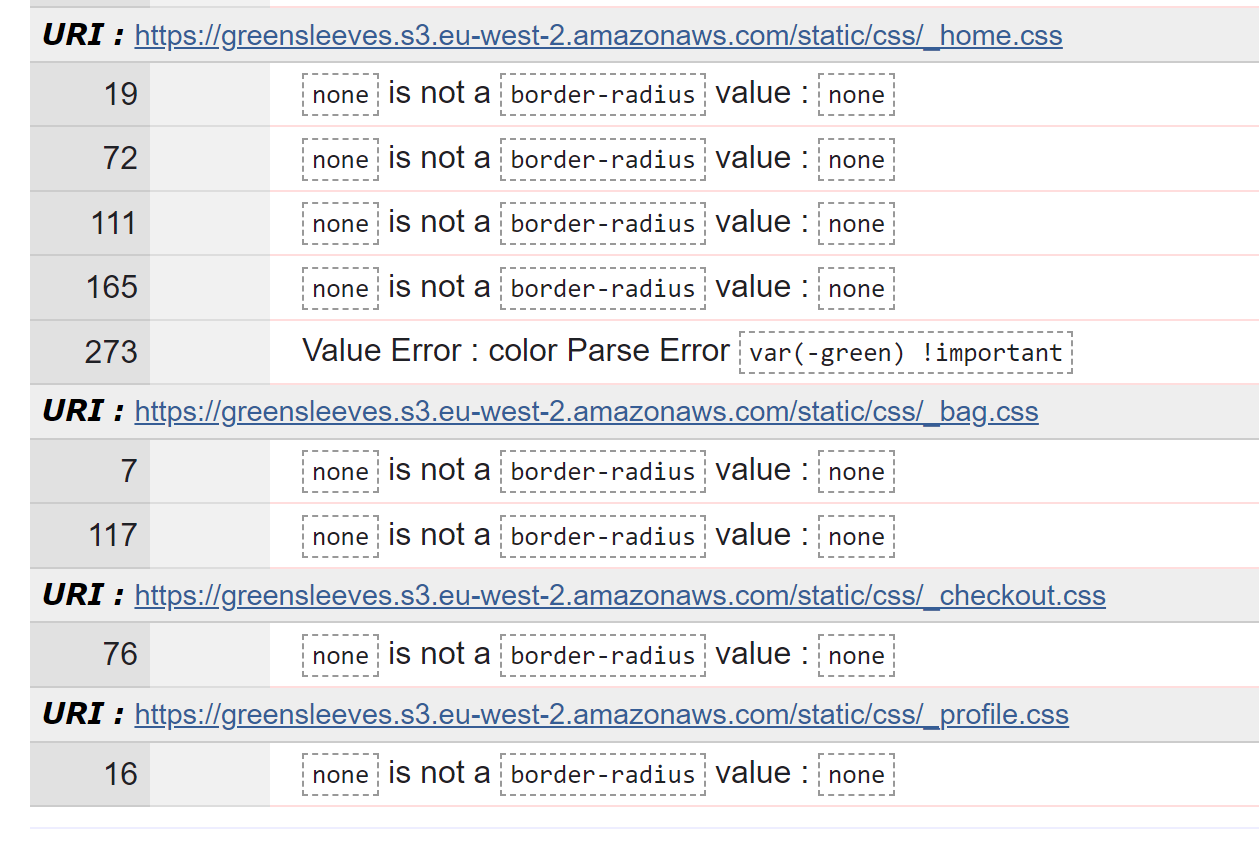 URI : https://greensleeves.s3.eu-west-2.amazonaws.com/static/css/_home.css
19 none is not a border-radius value : none
72 none is not a border-radius value : none
111 none is not a border-radius value : none
165 none is not a border-radius value : none
273 Value Error : color Parse Error var(-green) !important
URI : https://greensleeves.s3.eu-west-2.amazonaws.com/static/css/_bag.css
7 none is not a border-radius value : none
117 none is not a border-radius value : none
URI : https://greensleeves.s3.eu-west-2.amazonaws.com/static/css/_checkout.css
76 none is not a border-radius value : none
URI : https://greensleeves.s3.eu-west-2.amazonaws.com/static/css/_profile.css
16 none is not a border-radius value : none